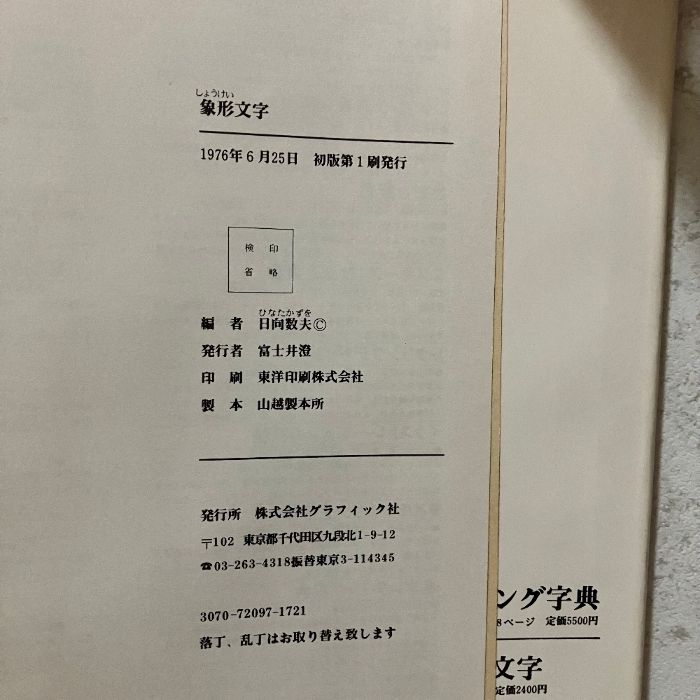 しょうけい
象形文字
1976年6月25日 初版第1刷発行
検 印
省 略
ひなたかずを
編 者 日向数夫©
発行者 富士井澄
印 刷 東洋印刷株式会社
製 本 山越製本所
発行所 株式会社グラフィック社
〒102 東京都千代田区九段北1-9-12
☎03-263-4318振替東京3-114345
3070-72097-1721
落丁、乱丁はお取り替え致します
ング字典
8ページ 定価5500円
文字
定価2400円